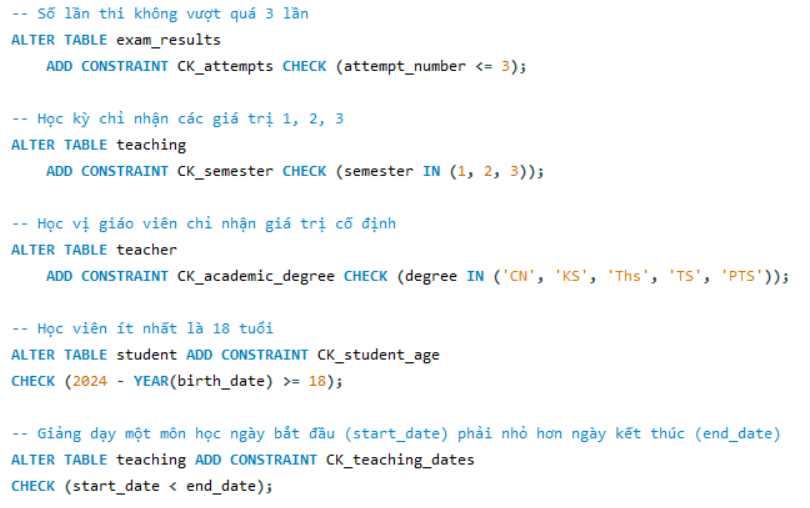 -- Số lần thi không vượt quá 3 lần
ALTER TABLE exam_results
    ADD CONSTRAINT CK_attempts CHECK (attempt_number <= 3);

-- Học kỳ chỉ nhận các giá trị 1, 2, 3
ALTER TABLE teaching
    ADD CONSTRAINT CK_semester CHECK (semester IN (1, 2, 3));

-- Học vị giáo viên chỉ nhận giá trị cố định
ALTER TABLE teacher
    ADD CONSTRAINT CK_academic_degree CHECK (degree IN ('CN', 'KS', 'Ths', 'TS', 'PTS'));

-- Học viên ít nhất là 18 tuổi
ALTER TABLE student ADD CONSTRAINT CK_student_age
CHECK (2024 - YEAR(birth_date) >= 18);

-- Giảng dạy một môn học ngày bắt đầu (start_date) phải nhỏ hơn ngày kết thúc (end_date)
ALTER TABLE teaching ADD CONSTRAINT CK_teaching_dates
CHECK (start_date < end_date);